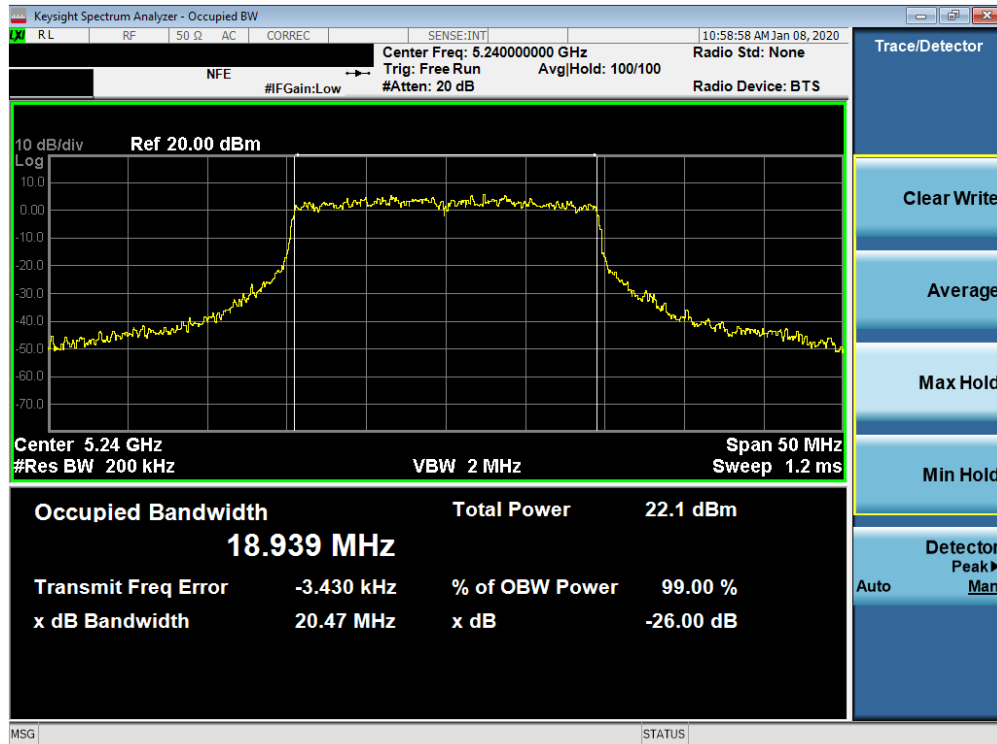 Keysight Spectrum Analyzer - Occupied BW
LXI RL RF 50 Ω AC CORREC SENSE:INT 10:58:58 AM Jan 08, 2020
Center Freq: 5.240000000 GHz Radio Std: None
NFE Trig: Free Run Avg|Hold: 100/100
#IFGain:Low #Atten: 20 dB Radio Device: BTS
Trace/Detector
10 dB/div Ref 20.00 dBm
Log
10.0
0.00
-10.0
-20.0
-30.0
-40.0
-50.0
-60.0
-70.0
Center 5.24 GHz Span 50 MHz
#Res BW 200 kHz VBW 2 MHz Sweep 1.2 ms
Occupied Bandwidth Total Power 22.1 dBm
18.939 MHz
Transmit Freq Error -3.430 kHz % of OBW Power 99.00 %
x dB Bandwidth 20.47 MHz x dB -26.00 dB
Clear Write
Average
Max Hold
Min Hold
Detector
Peak
Auto Man
MSG STATUS